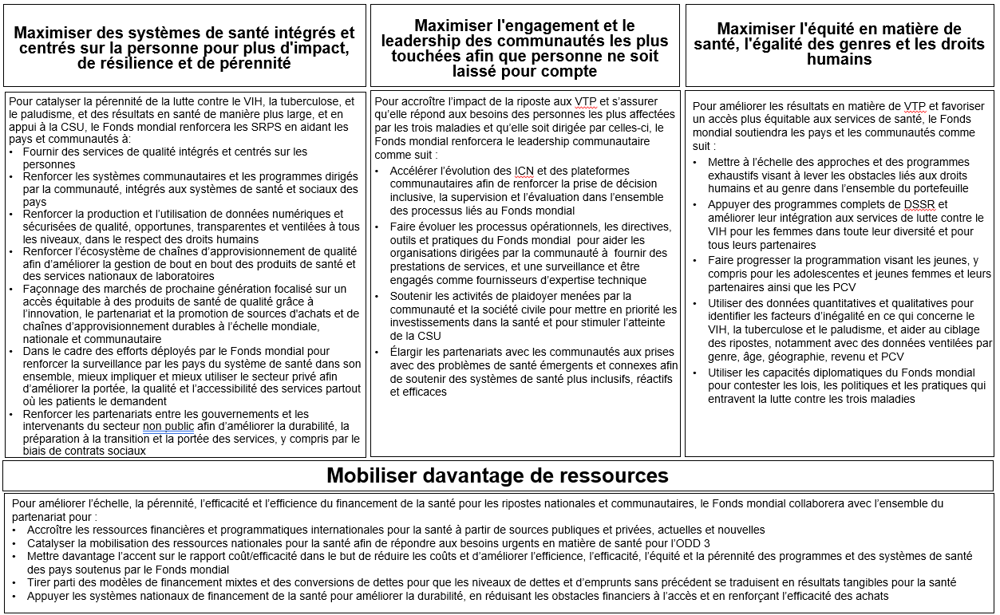 Maximiser des systèmes de santé intégrés et
centrés sur la personne pour plus d'impact,
de résilience et de pérennité
Pour catalyser la pérennité de la lutte contre le VIH, la tuberculose, et
le paludisme, et des résultats en santé de manière plus large, et en
appui à la CSU, le Fonds mondial renforcera les SRPS en aidant les
pays et communautés à:
• Fournir des services de qualité intégrés et centrés sur les
personnes
• Renforcer les systèmes communautaires et les programmes dirigés
par la communauté, intégrés aux systèmes de santé et sociaux des
pays
• Renforcer la production et l’utilisation de données numériques et
sécurisées de qualité, opportunes, transparentes et ventilées à tous
les niveaux, dans le respect des droits humains
• Renforcer l’écosystème de chaînes d’approvisionnement de qualité
afin d’améliorer la gestion de bout en bout des produits de santé et
des services nationaux de laboratoires
• Façonnage des marchés de prochaine génération focalisé sur un
accès équitable à des produits de santé de qualité grâce à
l’innovation, le partenariat et la promotion de sources d'achats et de
chaînes d’approvisionnement durables à l’échelle mondiale,
nationale et communautaire
• Dans le cadre des efforts déployés par le Fonds mondial pour
renforcer la surveillance par les pays du système de santé dans son
ensemble, mieux impliquer et mieux utiliser le secteur privé afin
d’améliorer la portée, la qualité et l’accessibilité des services partout
où les patients le demandent
• Renforcer les partenariats entre les gouvernements et les
intervenants du secteur non public afin d’améliorer la durabilité, la
préparation à la transition et la portée des services, y compris par le
biais de contrats sociaux
Maximiser l'engagement et le
leadership des communautés les plus
touchées afin que personne ne soit
laissé pour compte
Pour accroître l’impact de la riposte aux VTP et s’assurer
qu’elle répond aux besoins des personnes les plus affectées
par les trois maladies et qu’elle soit dirigée par celles-ci, le
Fonds mondial renforcera le leadership communautaire
comme suit :
• Accélérer l’évolution des ICN et des plateformes
communautaires afin de renforcer la prise de décision
inclusive, la supervision et l’évaluation dans l’ensemble
des processus liés au Fonds mondial
• Faire évoluer les processus opérationnels, les directives,
outils et pratiques du Fonds mondial pour aider les
organisations dirigées par la communauté à fournir des
prestations de services, et une surveillance et être
engagés comme fournisseurs d’expertise technique
• Soutenir les activités de plaidoyer menées par la
communauté et la société civile pour mettre en priorité les
investissements dans la santé et pour stimuler l’atteinte
de la CSU
• Élargir les partenariats avec les communautés aux prises
avec des problèmes de santé émergents et connexes afin
de soutenir des systèmes de santé plus inclusifs, réactifs
et efficaces
Maximiser l'équité en matière de
santé, l'égalité des genres et les droits
humains
Pour améliorer les résultats en matière de VTP et favoriser
un accès plus équitable aux services de santé, le Fonds
mondial soutiendra les pays et les communautés comme
suit :
• Mettre à l’échelle des approches et des programmes
exhaustifs visant à lever les obstacles liés aux droits
humains et au genre dans l’ensemble du portefeuille
• Appuyer des programmes complets de DSSR et
améliorer leur intégration aux services de lutte contre le
VIH pour les femmes dans toute leur diversité et pour
tous leurs partenaires
• Faire progresser la programmation visant les jeunes, y
compris pour les adolescentes et jeunes femmes et leurs
partenaires ainsi que les PCV
• Utiliser des données quantitatives et qualitatives pour
identifier les facteurs d’inégalité en ce qui concerne le
VIH, la tuberculose et le paludisme, et aider au ciblage
des ripostes, notamment avec des données ventilées par
genre, âge, géographie, revenu et PCV
• Utiliser les capacités diplomatiques du Fonds mondial
pour contester les lois, les politiques et les pratiques qui
entravent la lutte contre les trois maladies
Mobiliser davantage de ressources
Pour améliorer l’échelle, la pérennité, l’efficacité et l’efficience du financement de la santé pour les ripostes nationales et communautaires, le Fonds mondial collaborera avec l’ensemble du
partenariat pour :
• Accroître les ressources financières et programmatiques internationales pour la santé à partir de sources publiques et privées, actuelles et nouvelles
• Catalyser la mobilisation des ressources nationales pour la santé afin de répondre aux besoins urgents en matière de santé pour l’ODD 3
• Mettre davantage l’accent sur le rapport coût/efficacité dans le but de réduire les coûts et d’améliorer l’efficience, l’efficacité, l’équité et la pérennité des programmes et des systèmes de santé
des pays soutenus par le Fonds mondial
• Tirer parti des modèles de financement mixtes et des conversions de dettes pour que les niveaux de dettes et d’emprunts sans précédent se traduisent en résultats tangibles pour la santé
• Appuyer les systèmes nationaux de financement de la santé pour améliorer la durabilité, en réduisant les obstacles financiers à l’accès et en renforçant l’efficacité des achats